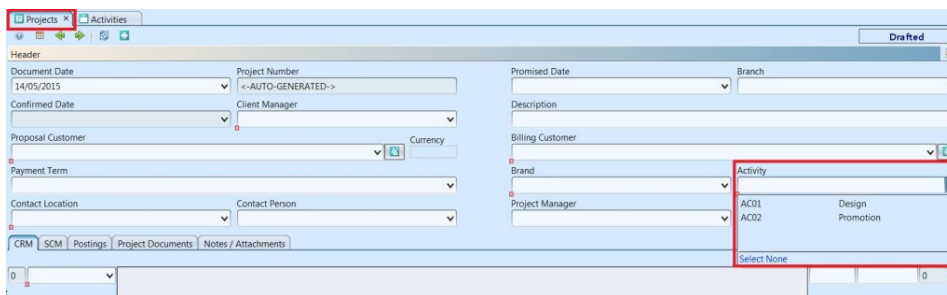 Projects × Activities
Drafted
Header
Document Date Project Number Promised Date Branch
14/05/2015 <-AUTO-GENERATED->
Confirmed Date Client Manager Description
Proposal Customer Currency Billing Customer
Payment Term Brand Activity
AC01 Design
Contact Location Contact Person Project Manager
AC02 Promotion
CRM SCM Postings Project Documents Notes / Attachments
Select None
0 0